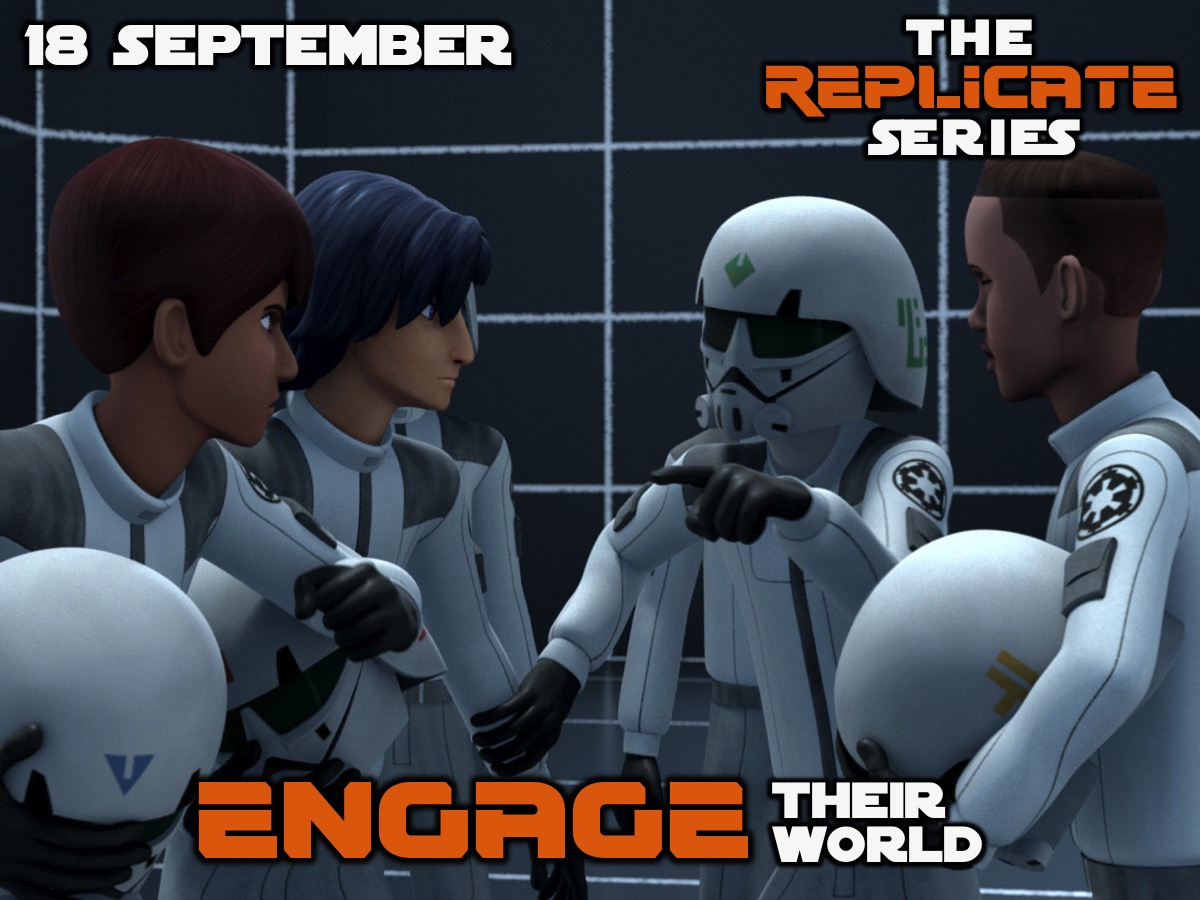 18 SEPTEMBER
THE
REPLICATE
SERIES
ENGAGE
THEIR
WORLD